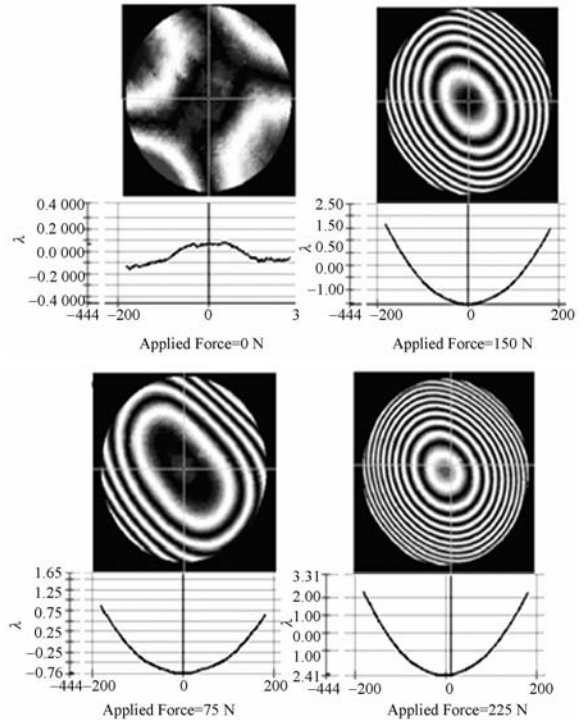 0.4 000
0.2 000
0.0 000
−0.2 000
−0.4 000
λ
−444 −200 0 3
Applied Force=0 N
2.50
1.50
0.50
0.00
−1.00
λ
−444 −200 0 200
Applied Force=150 N
1.65
1.25
0.75
0.25
−0.25
−0.76
λ
−444 −200 0 200
Applied Force=75 N
3.31
2.00
1.00
0.00
1.00
2.41
λ
−444 −200 0 200
Applied Force=225 N